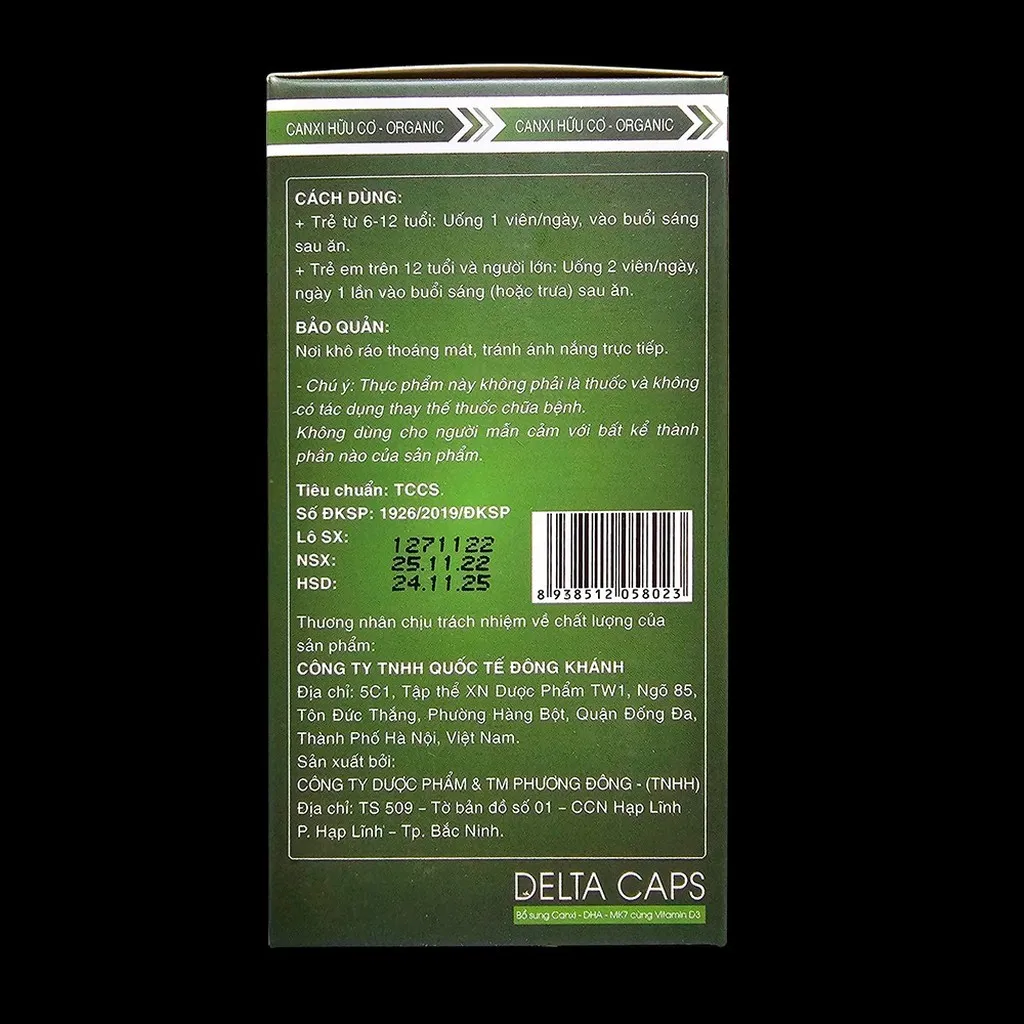 CANXI HỮU CƠ - ORGANIC CANXI HỮU CƠ - ORGANIC
CÁCH DÙNG:
+ Trẻ từ 6-12 tuổi: Uống 1 viên/ngày, vào buổi sáng
sau ăn.
+ Trẻ em trên 12 tuổi và người lớn: Uống 2 viên/ngày,
ngày 1 lần vào buổi sáng (hoặc trưa) sau ăn.
BẢO QUẢN:
Nơi khô ráo thoáng mát, tránh ánh nắng trực tiếp.
- Chú ý: Thực phẩm này không phải là thuốc và không
có tác dụng thay thế thuốc chữa bệnh.
Không dùng cho người mẫn cảm với bất kể thành
phần nào của sản phẩm.
Tiêu chuẩn: TCCS.
Số ĐKSP: 1926/2019/ĐKSP
Lô SX: 1271122
NSX: 25.11.22
HSD: 24.11.25
8 938512 058023
Thương nhân chịu trách nhiệm về chất lượng của
sản phẩm:
CÔNG TY TNHH QUỐC TẾ ĐÔNG KHÁNH
Địa chỉ: 5C1, Tập thể XN Dược Phẩm TW1, Ngõ 85,
Tôn Đức Thắng, Phường Hàng Bột, Quận Đống Đa,
Thành Phố Hà Nội, Việt Nam.
Sản xuất bởi:
CÔNG TY DƯỢC PHẨM & TM PHƯƠNG ĐÔNG - (TNHH)
Địa chỉ: TS 509 – Tờ bản đồ số 01 – CCN Hạp Lĩnh
P. Hạp Lĩnh – Tp. Bắc Ninh.
DELTA CAPS
Bổ sung Canxi - DHA - MK7 cùng Vitamin D3